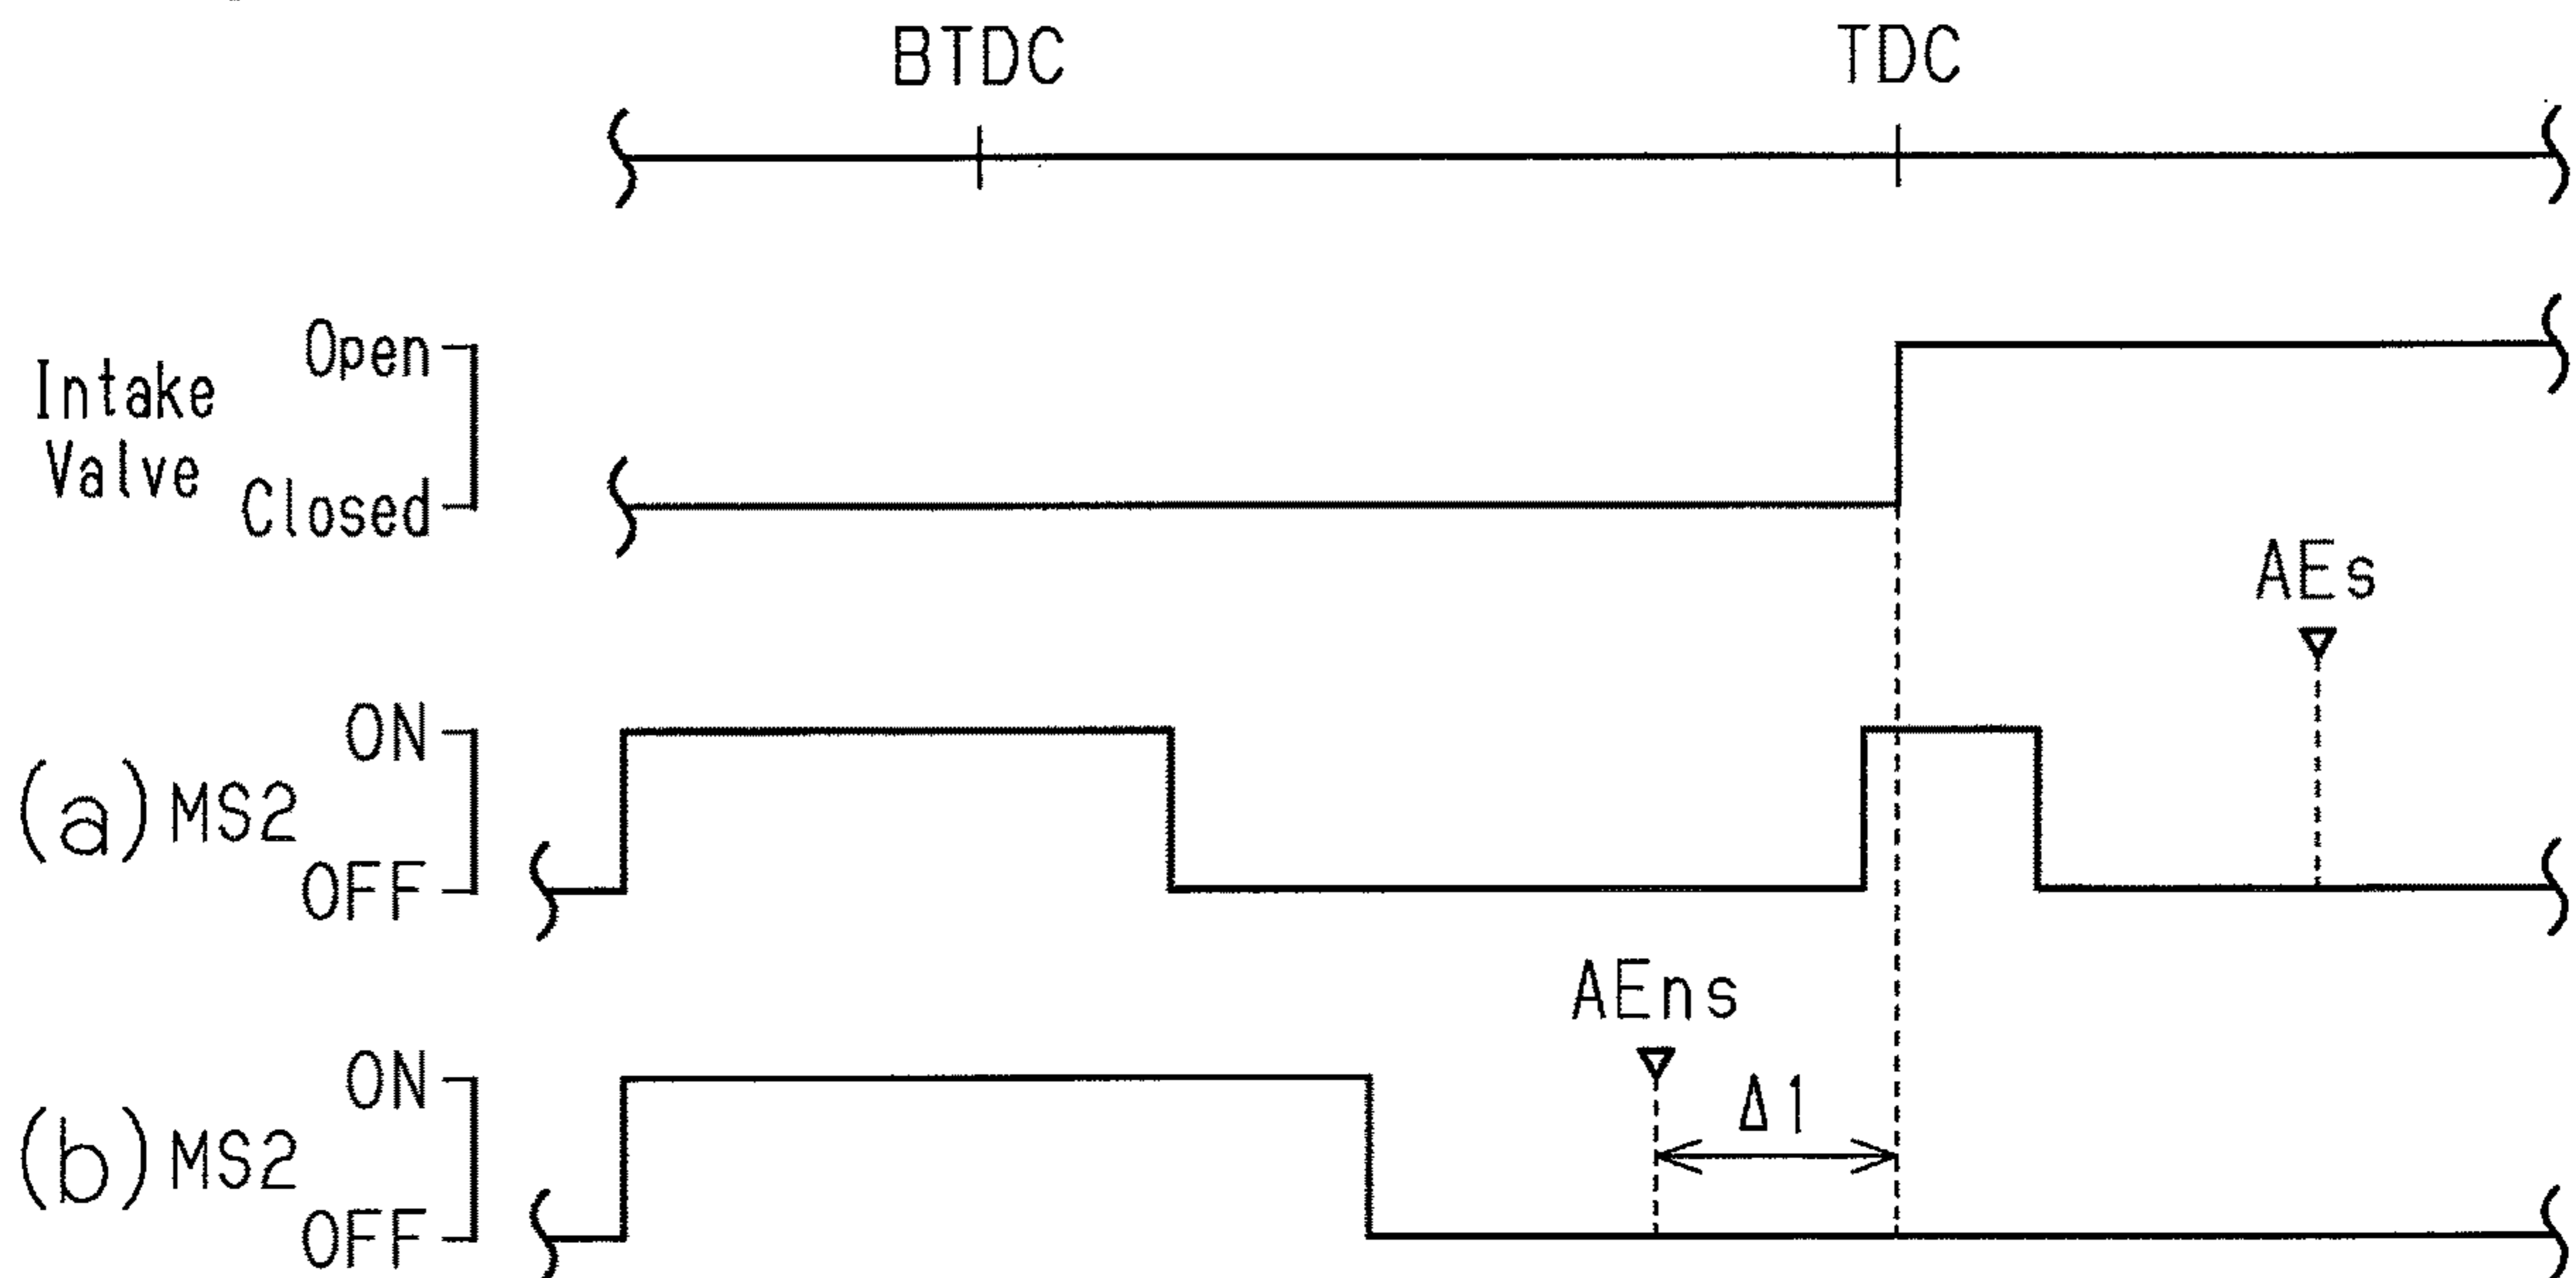 BTDC TDC
Open
Intake
Valve
Closed
AEs
ON
(a) MS2
OFF
AEns
ON
Δ1
(b) MS2
OFF